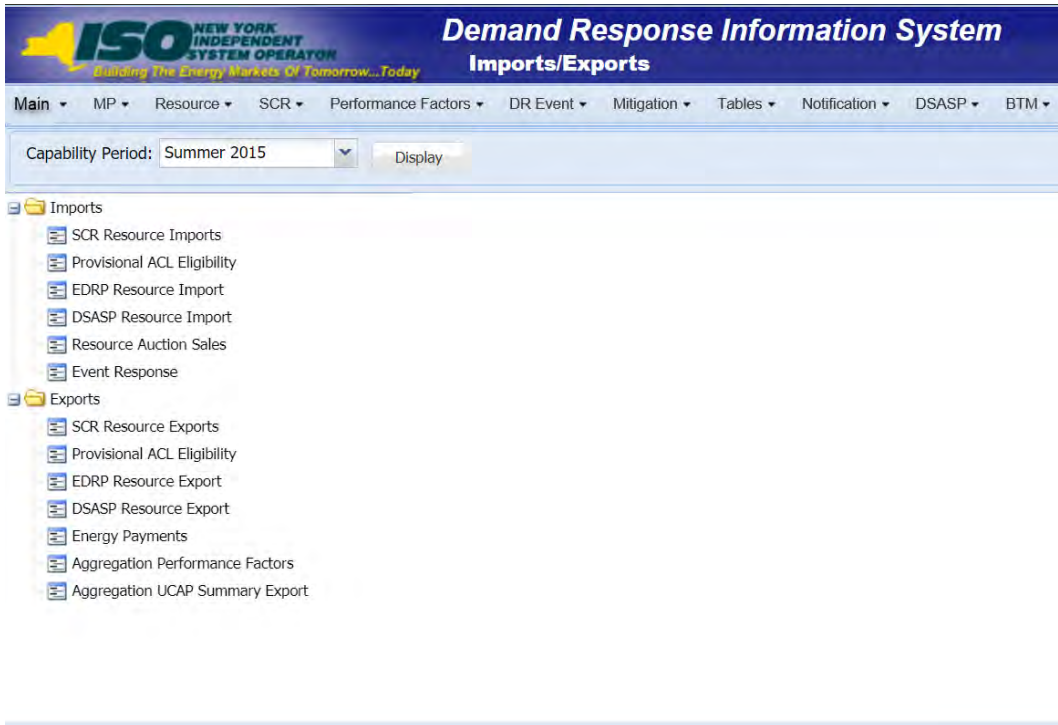 NEW YORK
INDEPENDENT
SYSTEM OPERATOR
ISO
Building The Energy Markets Of Tomorrow...Today
Demand Response Information System
Imports/Exports
Main MP Resource SCR Performance Factors DR Event Mitigation Tables Notification DSASP BTM
Capability Period: Summer 2015 Display
Imports
SCR Resource Imports
Provisional ACL Eligibility
EDRP Resource Import
DSASP Resource Import
Resource Auction Sales
Event Response
Exports
SCR Resource Exports
Provisional ACL Eligibility
EDRP Resource Export
DSASP Resource Export
Energy Payments
Aggregation Performance Factors
Aggregation UCAP Summary Export